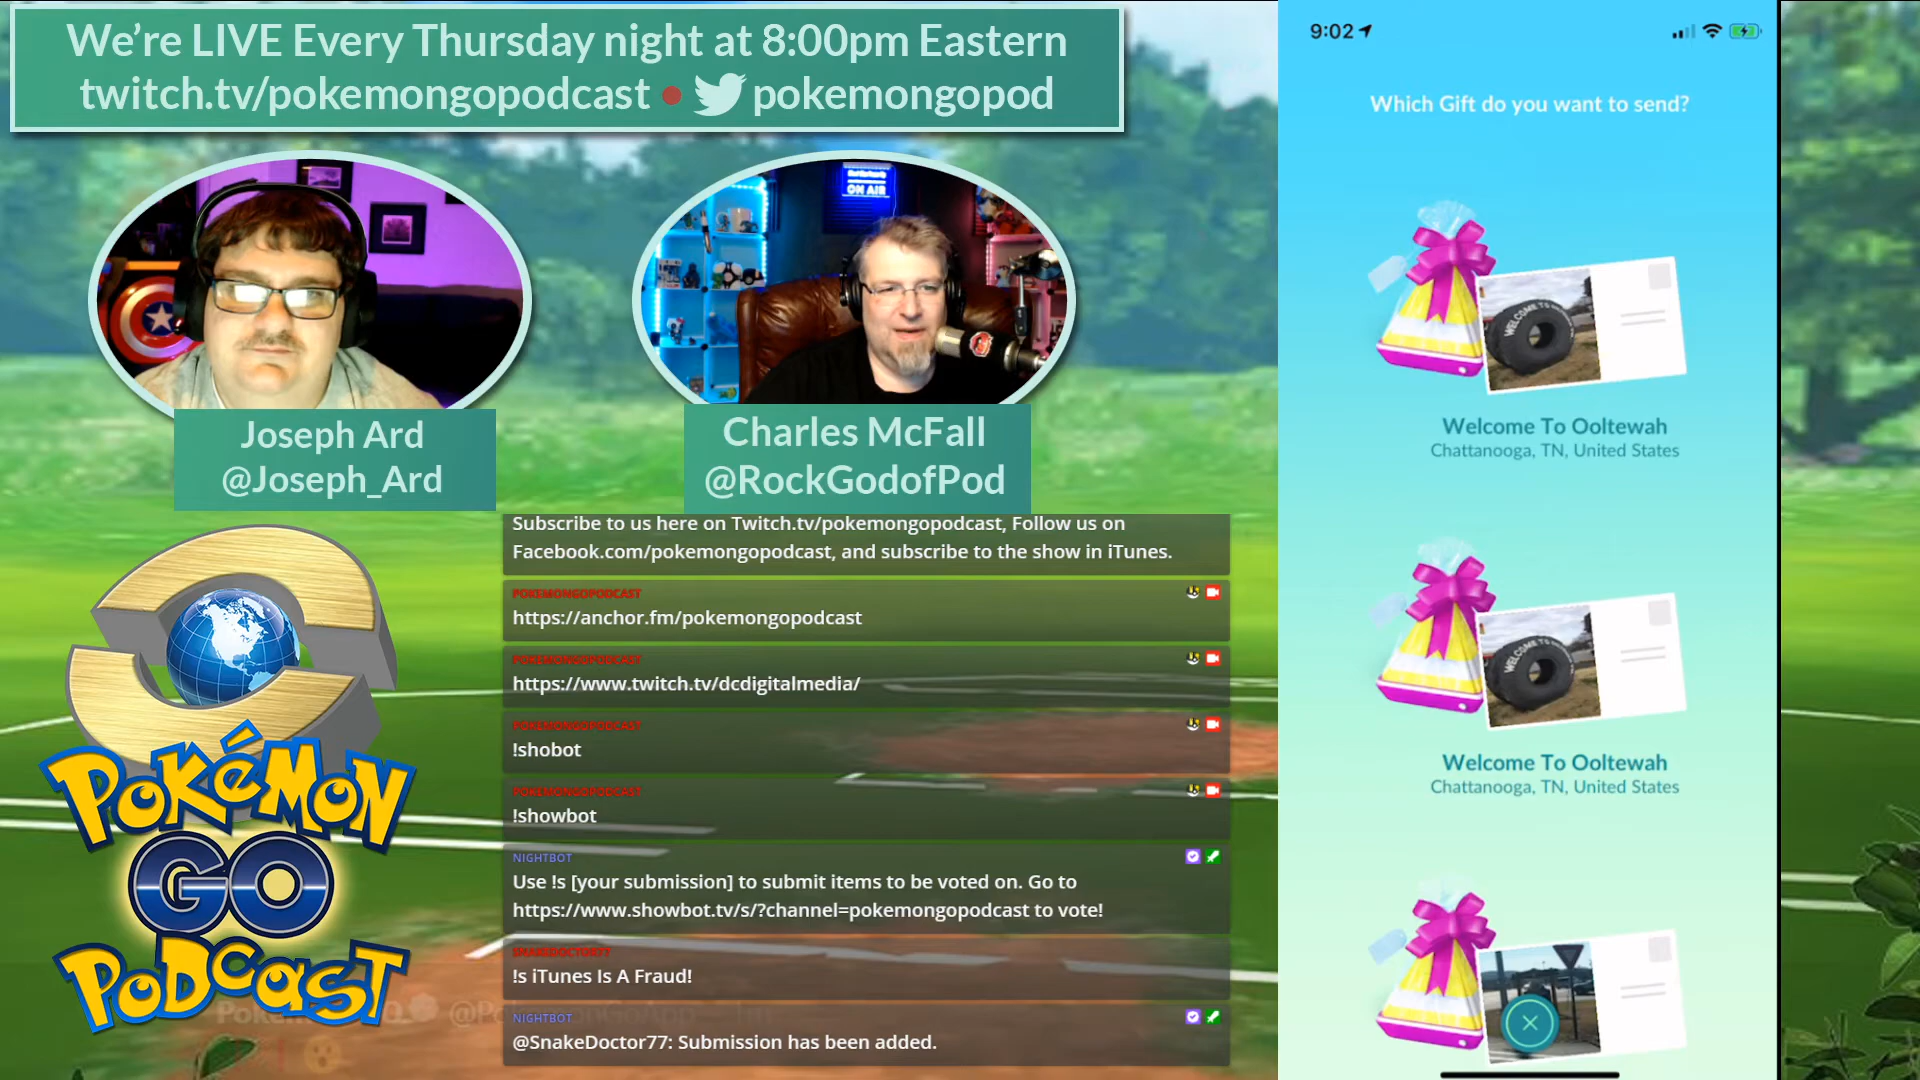 We're LIVE Every Thursday night at 8:00pm Eastern
twitch.tv/pokemongopodcast • pokemongopod
ON AIR
Joseph Ard
@Joseph_Ard
Charles McFall
@RockGodofPod
POKÉMON
GO
PODCAST
Subscribe to us here on Twitch.tv/pokemongopodcast, Follow us on
Facebook.com/pokemongopodcast, and subscribe to the show in iTunes.
POKEMONGOPODCAST
https://anchor.fm/pokemongopodcast
POKEMONGOPODCAST
https://www.twitch.tv/dcdigitalmedia/
POKEMONGOPODCAST
!shobot
POKEMONGOPODCAST
!showbot
NIGHTBOT
Use !s [your submission] to submit items to be voted on. Go to
https://www.showbot.tv/s/?channel=pokemongopodcast to vote!
SNAKEDOCTOR77
!s iTunes Is A Fraud!
NIGHTBOT
@SnakeDoctor77: Submission has been added.
9:02
Which Gift do you want to send?
WELCOME TO
Welcome To Ooltewah
Chattanooga, TN, United States
WELCOME TO
Welcome To Ooltewah
Chattanooga, TN, United States